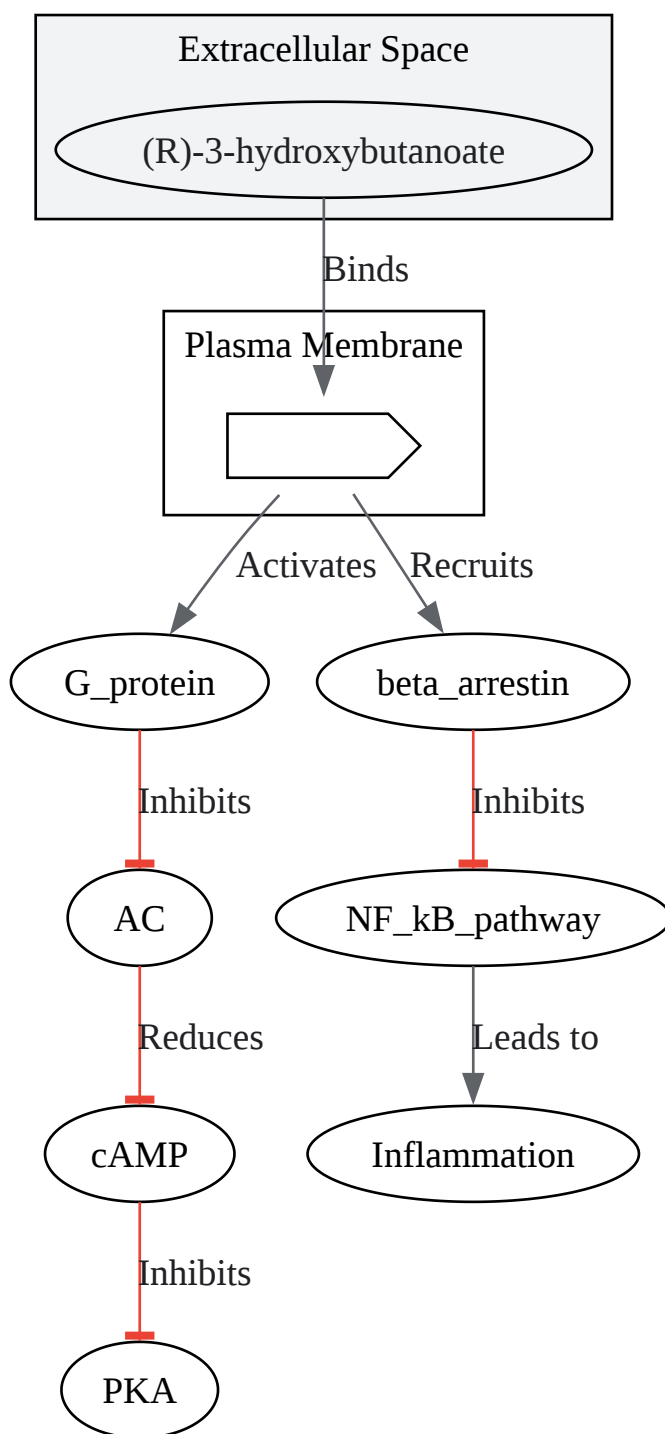 Extracellular Space
(R)-3-hydroxybutanoate
Binds
Plasma Membrane
Activates
Recruits
G_protein
beta_arrestin
Inhibits
Inhibits
AC
NF_kB_pathway
Reduces
Leads to
cAMP
Inflammation
Inhibits
PKA